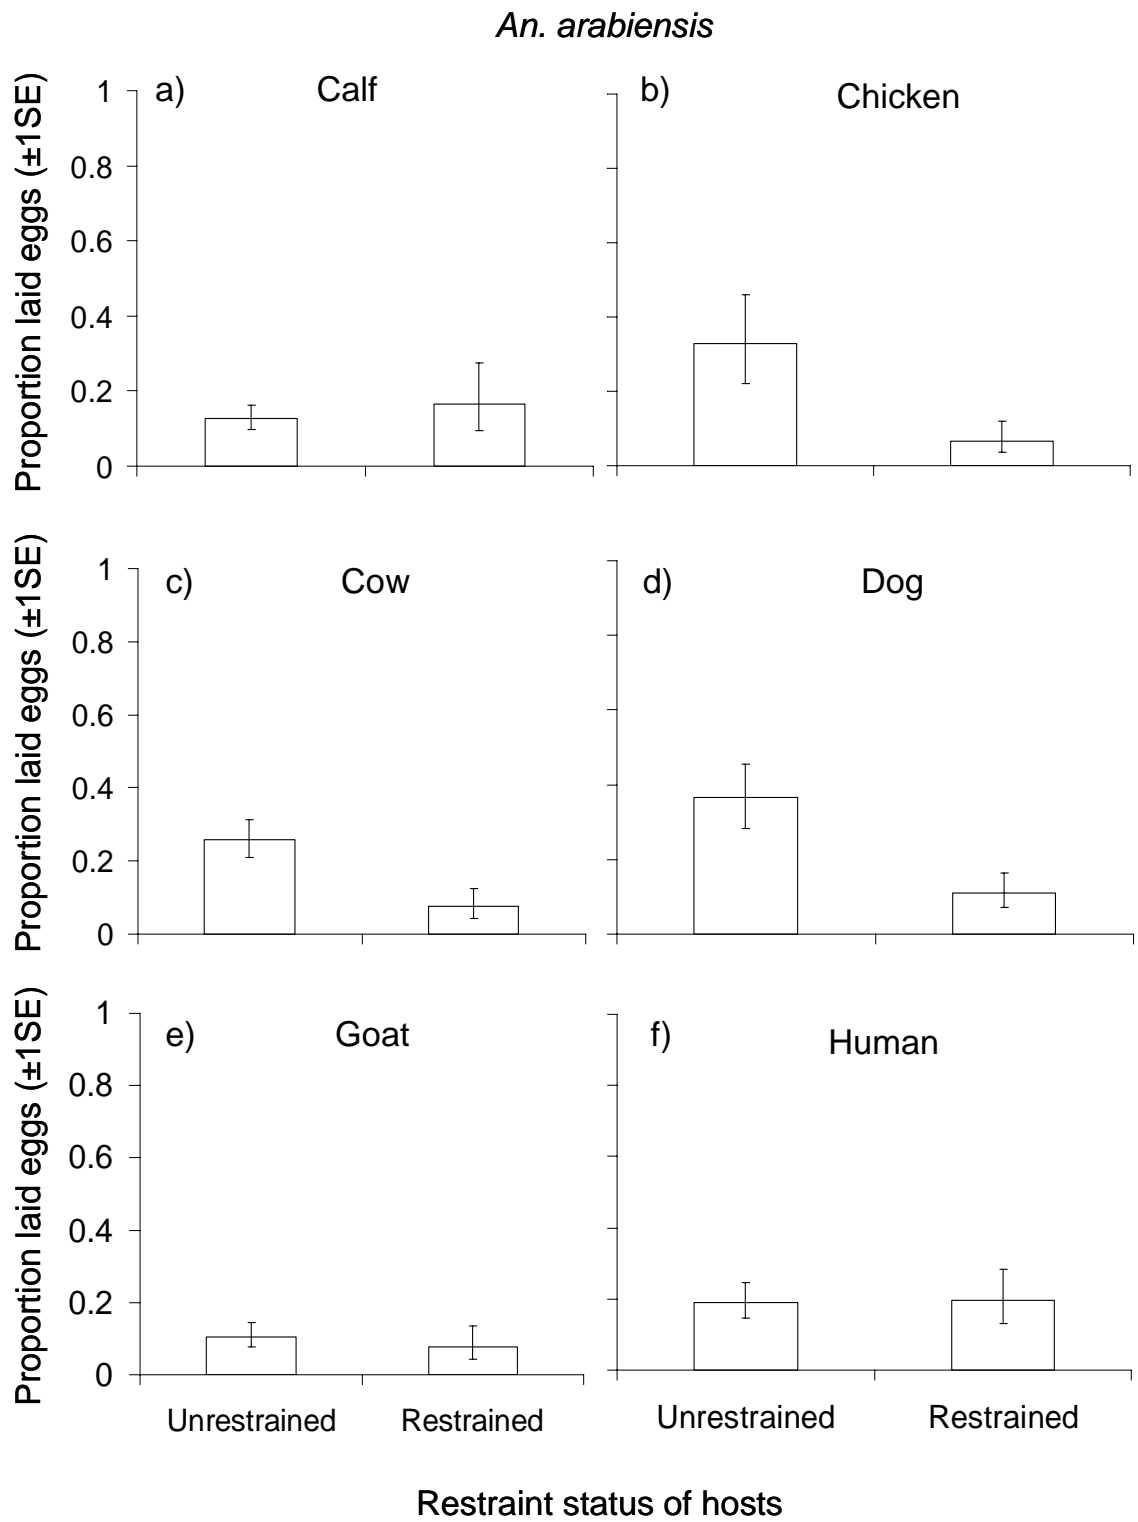 An. arabiensis
a) Calf
b) Chicken
Proportion laid eggs (±1SE)
1
0.8
0.6
0.4
0.2
0
c) Cow
d) Dog
Proportion laid eggs (±1SE)
1
0.8
0.6
0.4
0.2
0
e) Goat
f) Human
Proportion laid eggs (±1SE)
1
0.8
0.6
0.4
0.2
0
Unrestrained Restrained Unrestrained Restrained
Restraint status of hosts